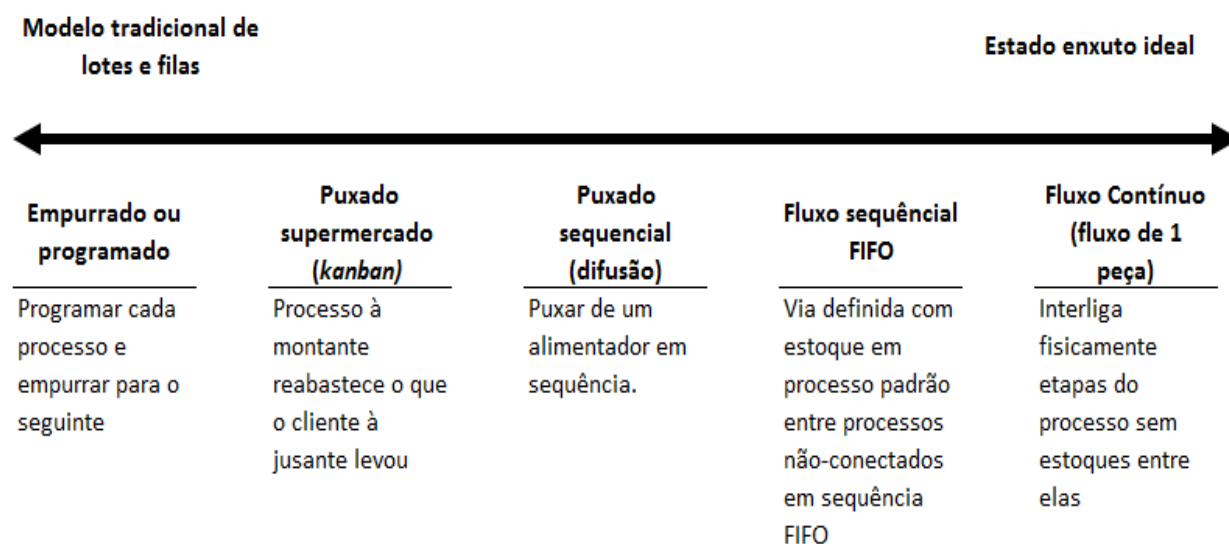 Modelo tradicional de
lotes e filas
Estado enxuto ideal
Empurrado ou
programado
Programar cada
processo e
empurrar para o
seguinte
Puxado
supermercado
(kanban)
Processo à
montante
reabastece o que
o cliente à
jusante levou
Puxado
sequencial
(difusão)
Puxar de um
alimentador em
sequência.
Fluxo sequêncial
FIFO
Via definida com
estoque em
processo padrão
entre processos
não-conectados
em sequência
FIFO
Fluxo Contínuo
(fluxo de 1
peça)
Interliga
fisicamente
etapas do
processo sem
estoques entre
elas